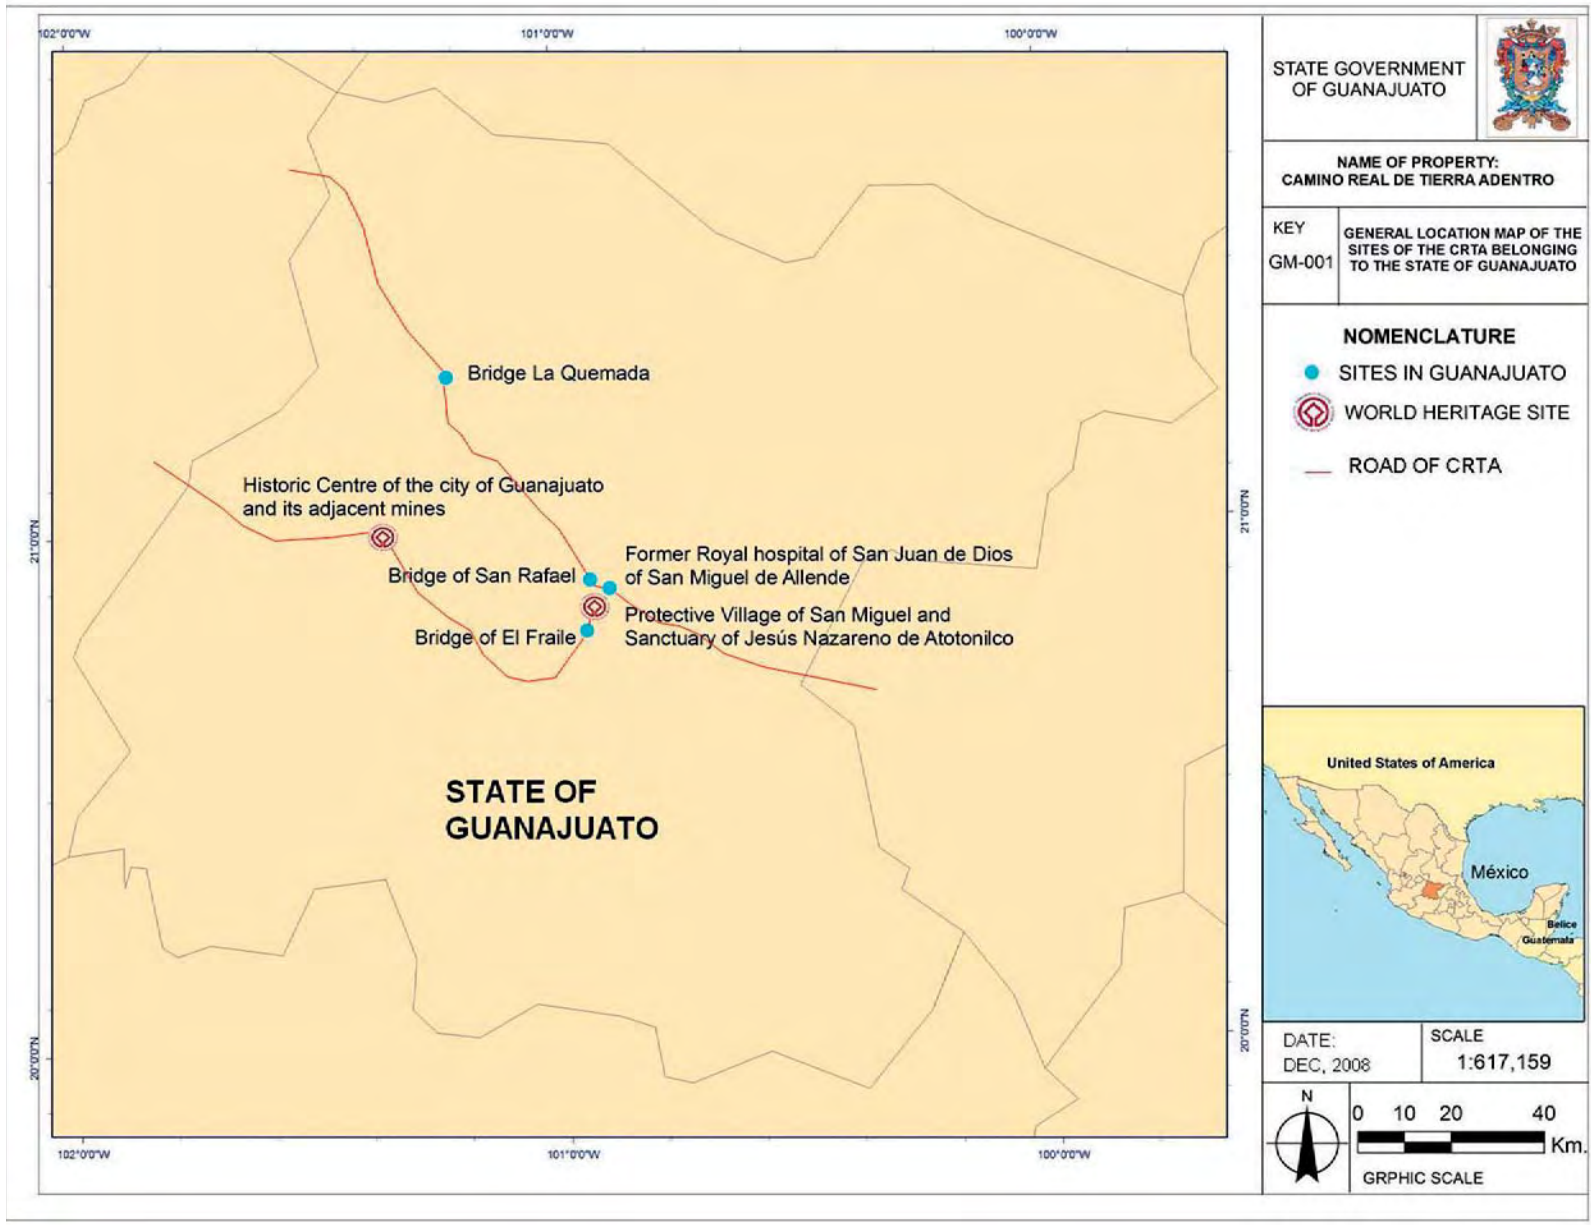 102°0'0"W
101°0'0"W
100°0'0"W
21°0'0"N
20°0'0"N
Bridge La Quemada
Historic Centre of the city of Guanajuato
and its adjacent mines
Bridge of San Rafael
Former Royal hospital of San Juan de Dios
of San Miguel de Allende
Protective Village of San Miguel and
Sanctuary of Jesús Nazareno de Atotonilco
Bridge of El Fraile
STATE OF
GUANAJUATO
21°0'0"N
20°0'0"N
102°0'0"W
101°0'0"W
100°0'0"W
STATE GOVERNMENT
OF GUANAJUATO
NAME OF PROPERTY:
CAMINO REAL DE TIERRA ADENTRO
KEY
GM-001
GENERAL LOCATION MAP OF THE
SITES OF THE CRTA BELONGING
TO THE STATE OF GUANAJUATO
NOMENCLATURE
SITES IN GUANAJUATO
WORLD HERITAGE SITE
ROAD OF CRTA
United States of America
México
Belice
Guatemala
DATE:
DEC, 2008
SCALE
1:617,159
N
0 10 20 40
Km.
GRPHIC SCALE